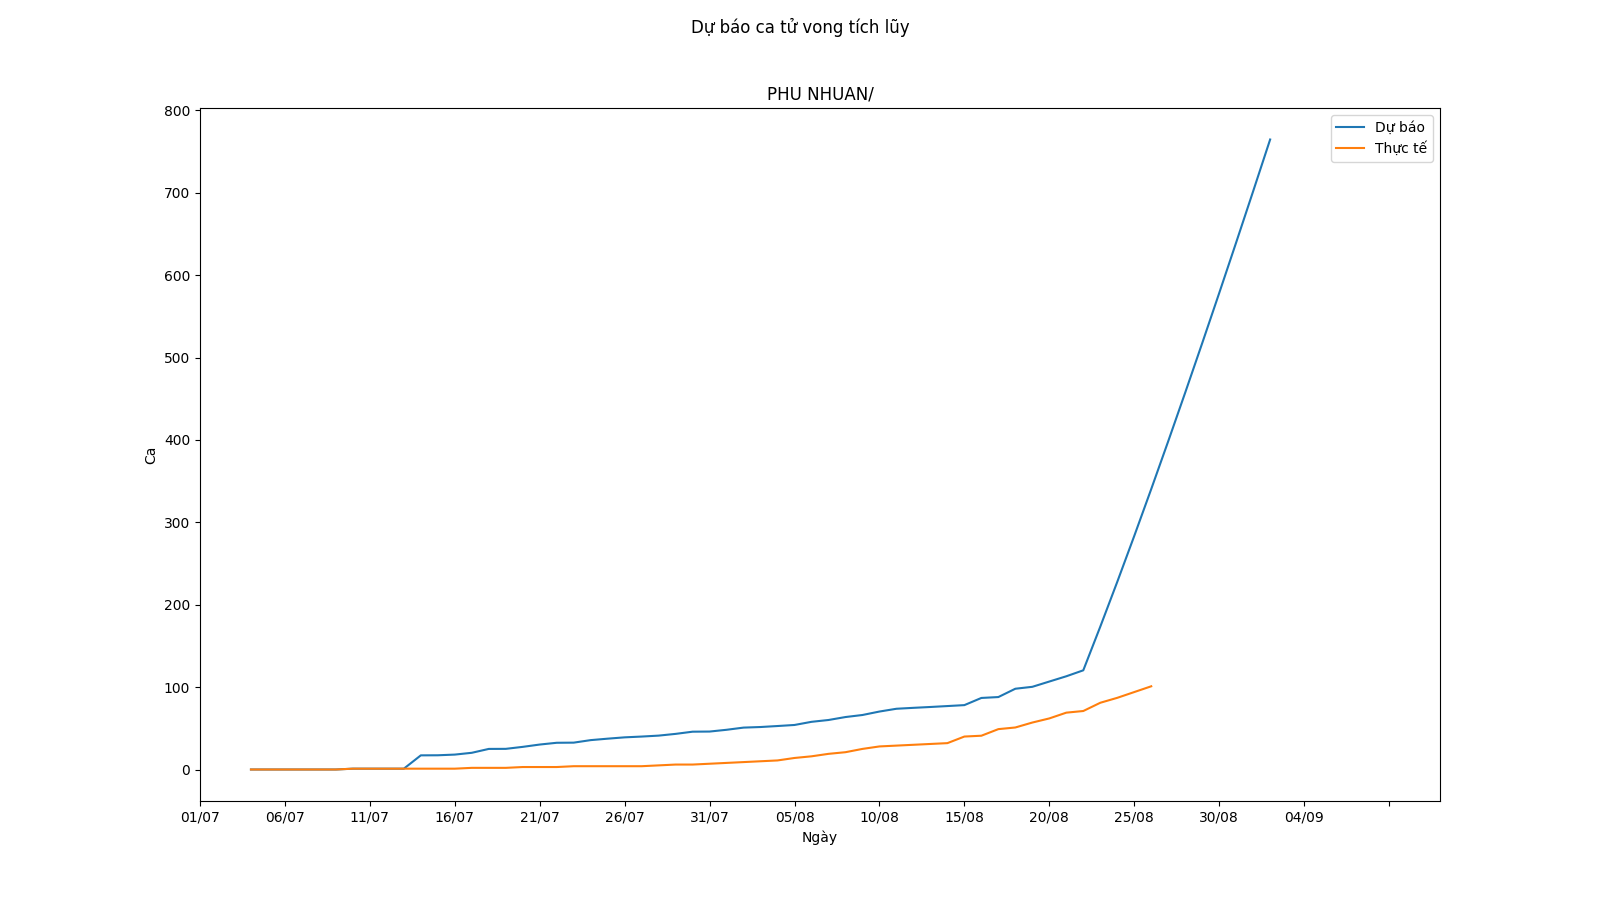 Dự báo ca tử vong tích lũy
PHU NHUAN/
Dự báo
Thực tế
800
700
600
500
400
300
200
100
0
Ca
01/07 06/07 11/07 16/07 21/07 26/07 31/07 05/08 10/08 15/08 20/08 25/08 30/08 04/09
Ngày